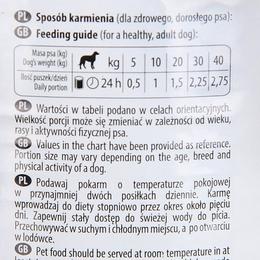 PL Sposób karmienia (dla zdrowego, dorosłego psa):
GB Feeding guide (for a healthy, adult dog):
Masa psa (kg)
Dog's weight (kg) kg 5 10 20 30 40
Ilość puszek/dzień
Daily portion 24 h 0,5 1 1,5 2,25 2,75
PL Wartości w tabeli podano w celach orientacyjnych.
Wielkość porcji może się zmieniać w zależności od wieku,
rasy i aktywności fizycznej psa.
GB Values in the chart have been provided as reference.
Portion size may vary depending on the age, breed and
physical activity of a dog.
PL Podawaj pokarm o temperaturze pokojowej
w przynajmniej dwóch posiłkach dziennie. Karmę
wprowadzaj do diety stopniowo przez okres około pięciu
dni. Zapewnij stały dostęp do świeżej wody do picia.
Przechowywać w suchym i chłodnym miejscu, a po otwarciu
w lodówce.
GB Pet food should be served at room temperature in at